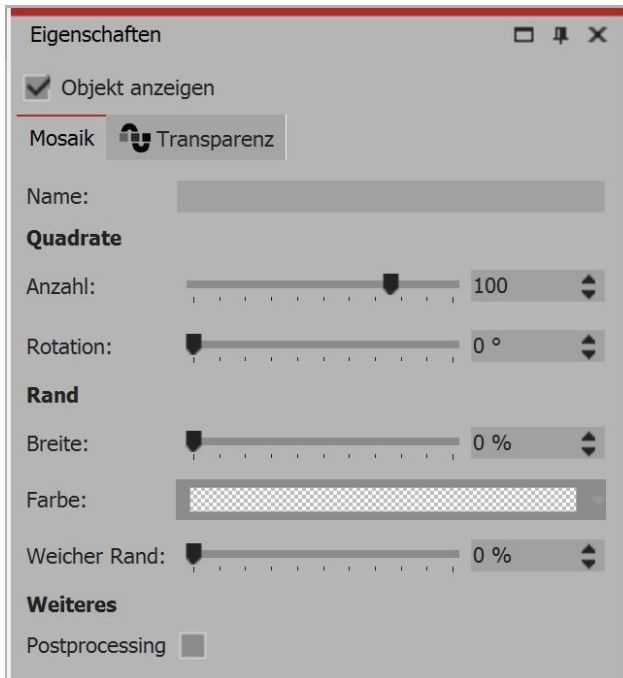 Eigenschaften
Objekt anzeigen
Mosaik Transparenz
Name:
Quadrate
Anzahl: 100
Rotation: 0 °
Rand
Breite: 0 %
Farbe:
Weicher Rand: 0 %
Weiteres
Postprocessing